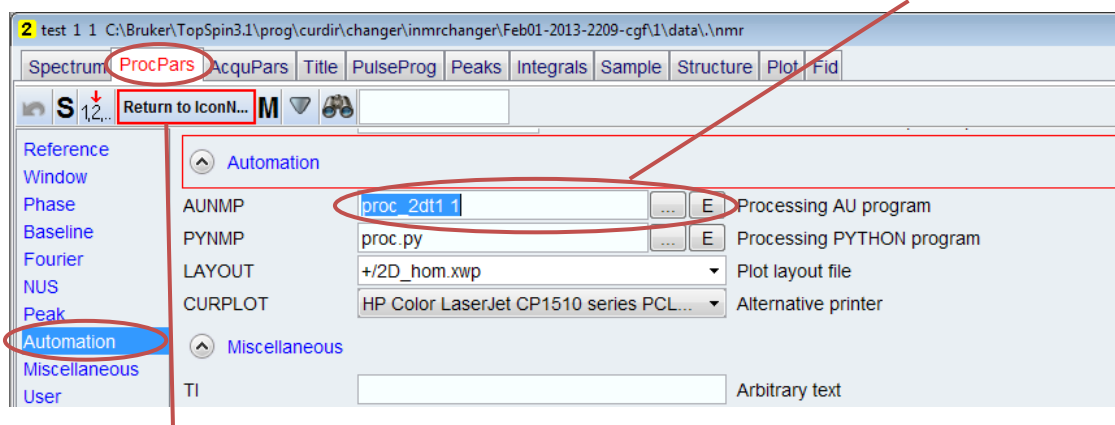 2 test 1 1 C:\Bruker\TopSpin3.1\prog\curdir\changer\inmrchanger\Feb01-2013-2209-cgf\1\data\.\nmr
Spectrum ProcPars AcquPars Title PulseProg Peaks Integrals Sample Structure Plot Fid
S 1,2,.. Return to IconN... M
Reference
Window
Phase
Baseline
Fourier
NUS
Peak
Automation
Miscellaneous
User
Automation
AUNMP proc_2dt1 1 ... E Processing AU program
PYNMP proc.py ... E Processing PYTHON program
LAYOUT +/2D_hom.xwp Plot layout file
CURPLOT HP Color LaserJet CP1510 series PCL... Alternative printer
Miscellaneous
TI Arbitrary text